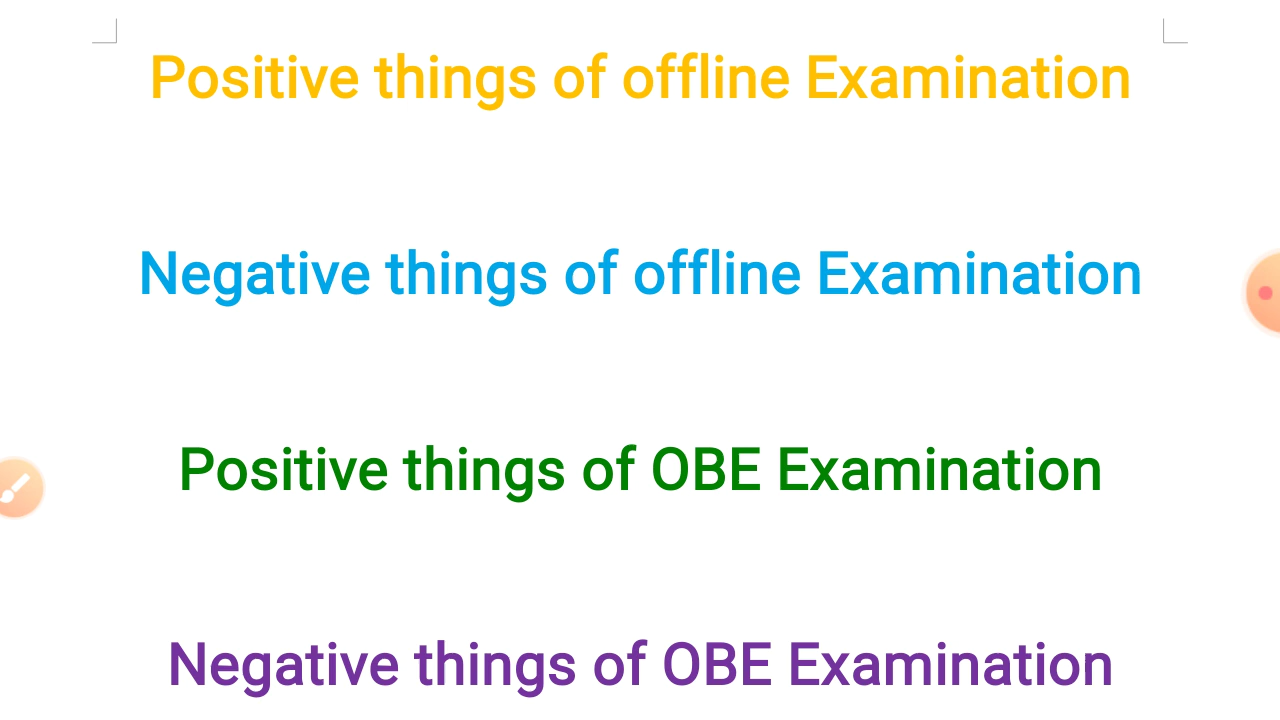 Positive things of offline Examination
Negative things of offline Examination
Positive things of OBE Examination
Negative things of OBE Examination